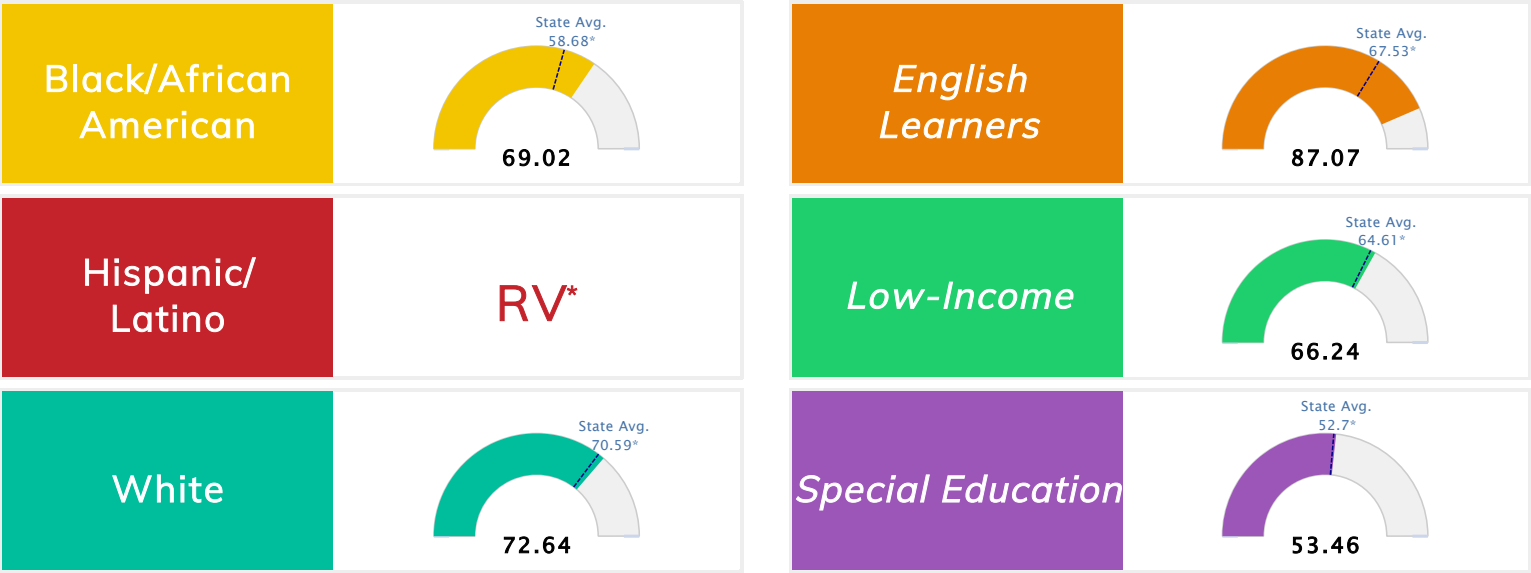 Black/African
American
State Avg.
58.68*
69.02
English
Learners
State Avg.
67.53*
87.07
Hispanic/
Latino
RV*
Low-Income
State Avg.
64.61*
66.24
White
State Avg.
70.59*
72.64
Special Education
State Avg.
52.7*
53.46